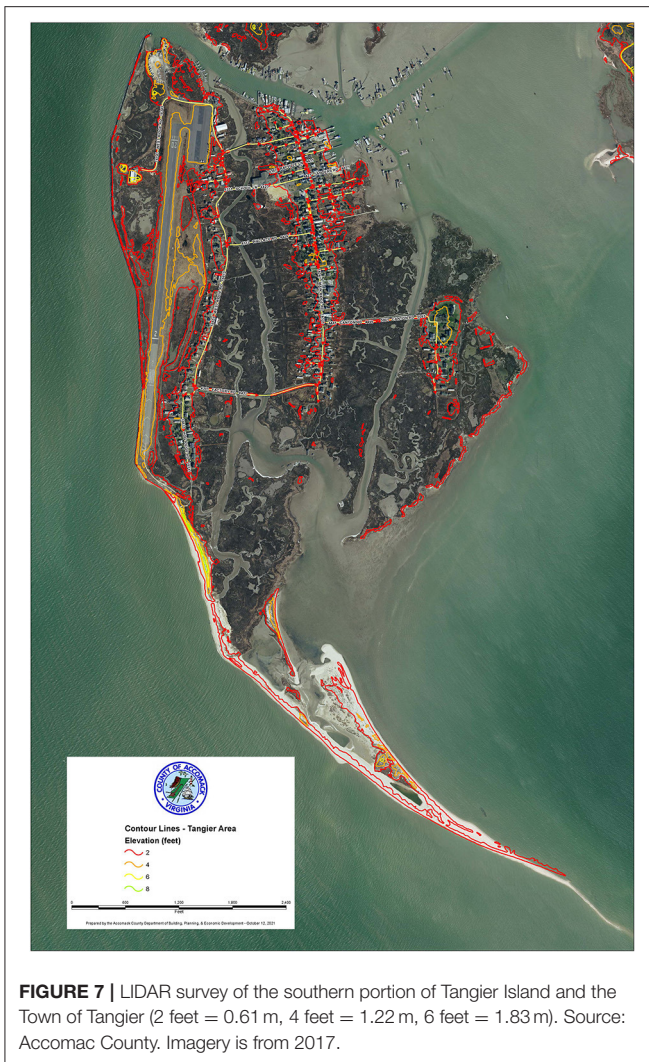 COUNTY OF ACCOMACK
VIRGINIA
Contour Lines - Tangier Area
Elevation (feet)
2
4
6
8
0 600 1,200 1,800 2,400
Feet
Prepared by the Accomack County Department of Building, Planning, & Economic Development - October 12, 2021
FIGURE 7 | LIDAR survey of the southern portion of Tangier Island and the
Town of Tangier (2 feet = 0.61 m, 4 feet = 1.22 m, 6 feet = 1.83 m). Source:
Accomac County. Imagery is from 2017.